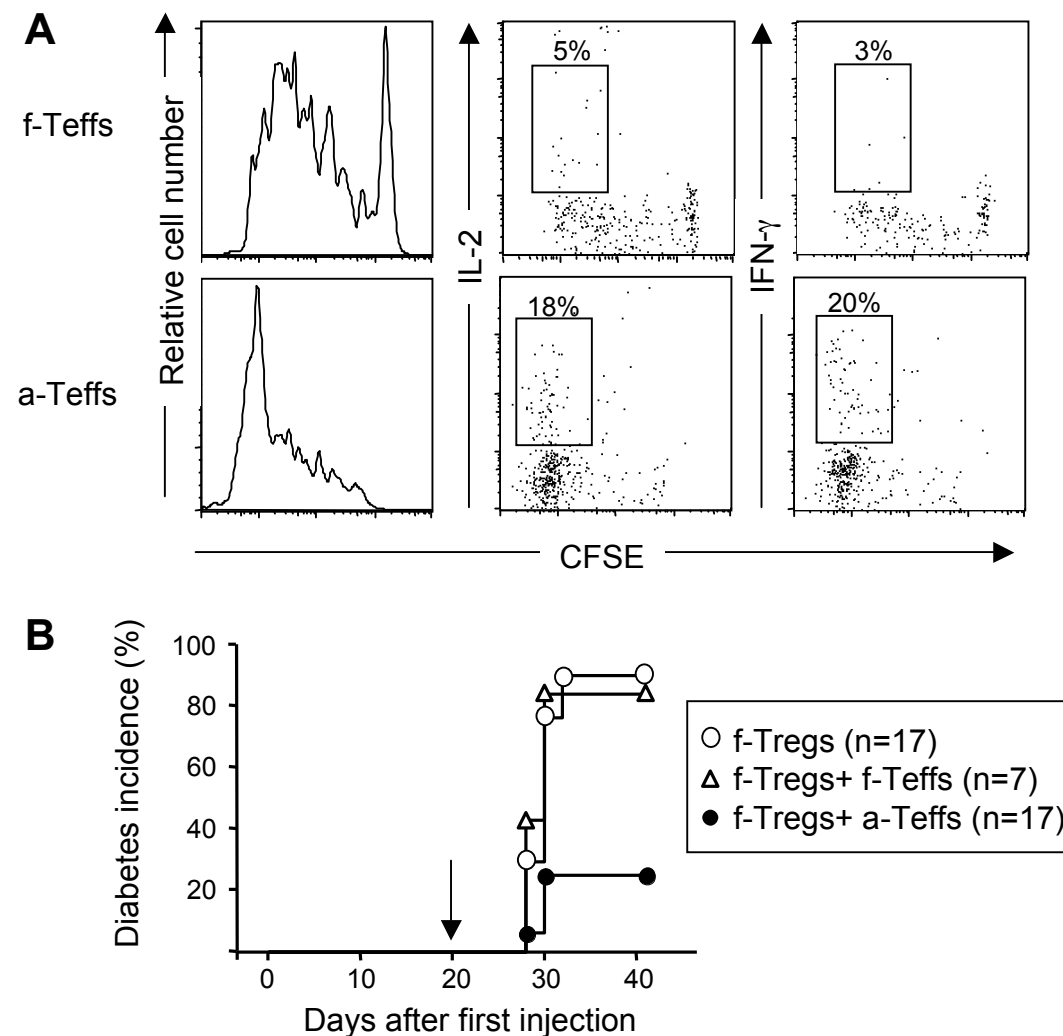 A
f-Teffs
a-Teffs
Relative cell number
IL-2
IFN-γ
5%
3%
18%
20%
CFSE
B
Diabetes incidence (%)
100
80
60
40
20
0
10
20
30
40
Days after first injection
f-Tregs (n=17)
f-Tregs+ f-Teffs (n=7)
f-Tregs+ a-Teffs (n=17)